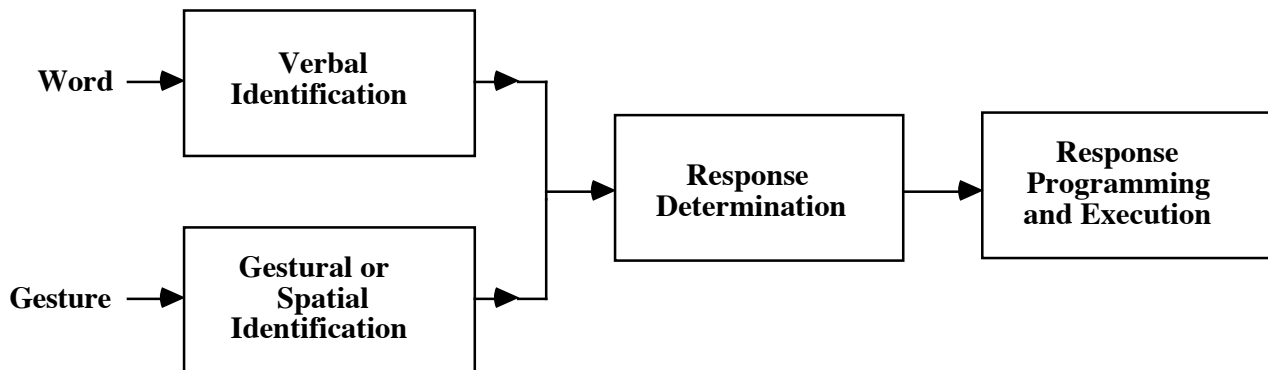 Word
Verbal
Identification
Gesture
Gestural or
Spatial
Identification
Response
Determination
Response
Programming
and Execution